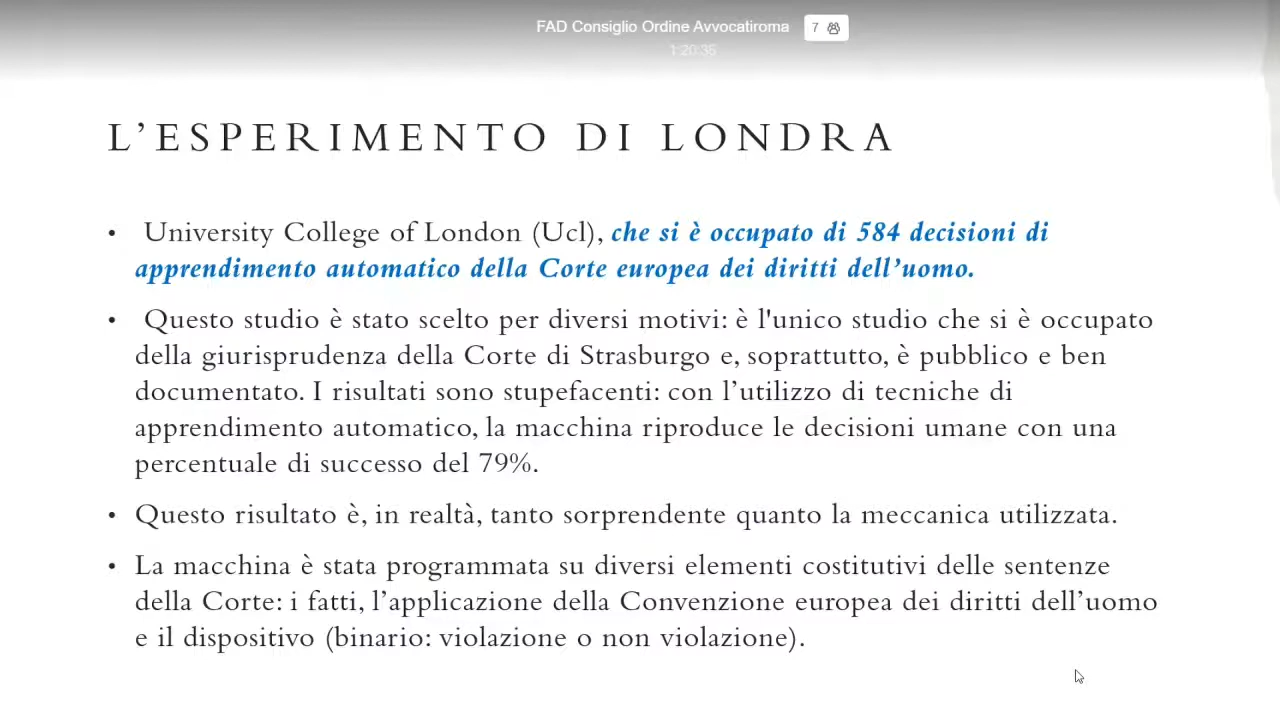 FAD Consiglio Ordine Avvocatiroma 7
1:20:35
L’ESPERIMENTO DI LONDRA
• University College of London (Ucl), che si è occupato di 584 decisioni di
apprendimento automatico della Corte europea dei diritti dell’uomo.
• Questo studio è stato scelto per diversi motivi: è l'unico studio che si è occupato
della giurisprudenza della Corte di Strasburgo e, soprattutto, è pubblico e ben
documentato. I risultati sono stupefacenti: con l’utilizzo di tecniche di
apprendimento automatico, la macchina riproduce le decisioni umane con una
percentuale di successo del 79%.
• Questo risultato è, in realtà, tanto sorprendente quanto la meccanica utilizzata.
• La macchina è stata programmata su diversi elementi costitutivi delle sentenze
della Corte: i fatti, l’applicazione della Convenzione europea dei diritti dell’uomo
e il dispositivo (binario: violazione o non violazione).